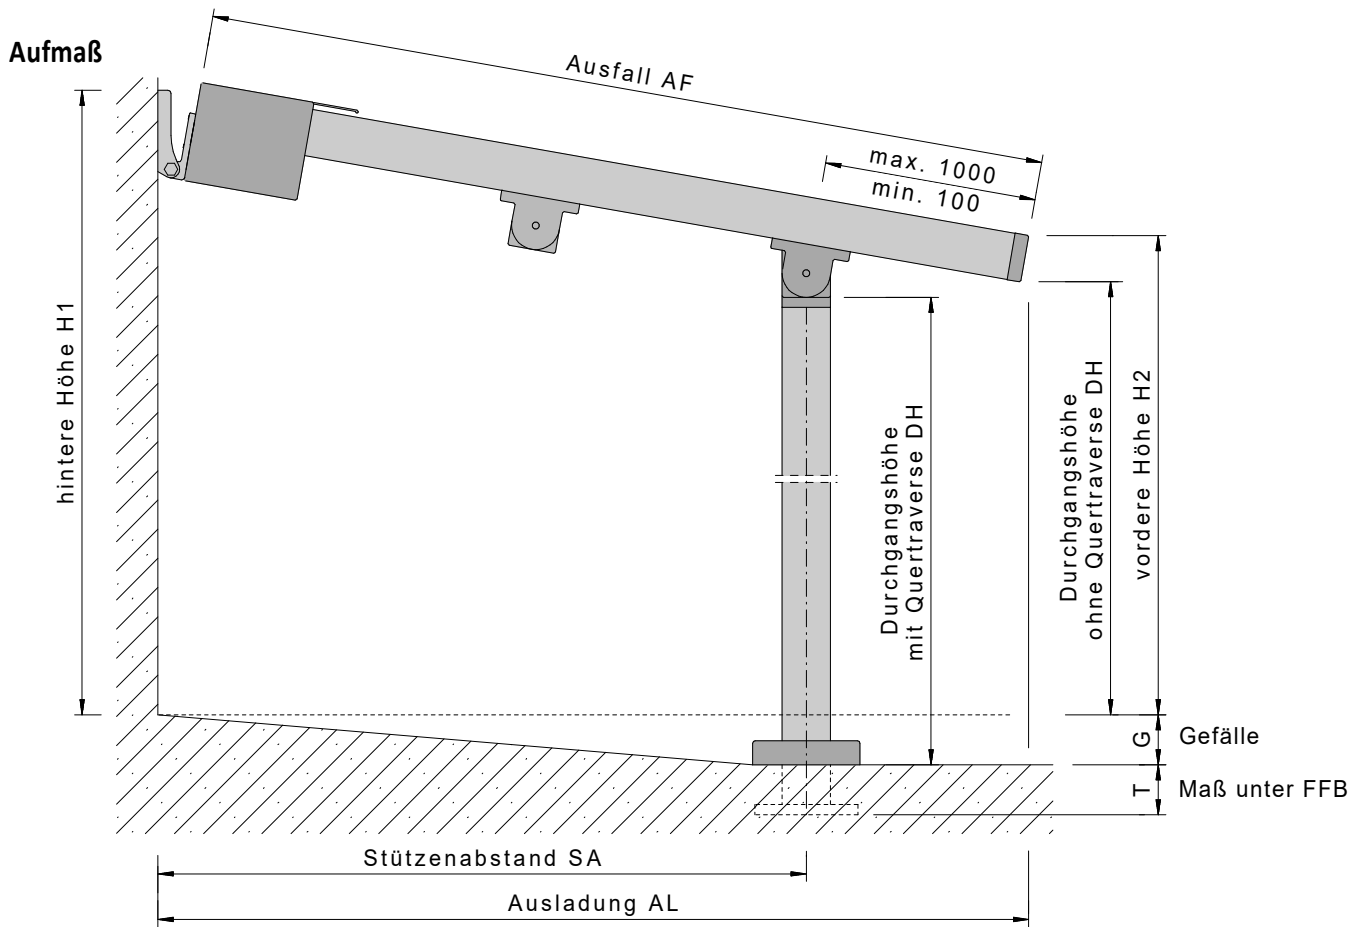 Aufmaß
Ausfall AF
max. 1000
min. 100
hintere Höhe H1
Durchgangshöhe
mit Quertraverse DH
Durchgangshöhe
ohne Quertraverse DH
vordere Höhe H2
G
Gefälle
T
Maß unter FFB
Stützenabstand SA
Ausladung AL